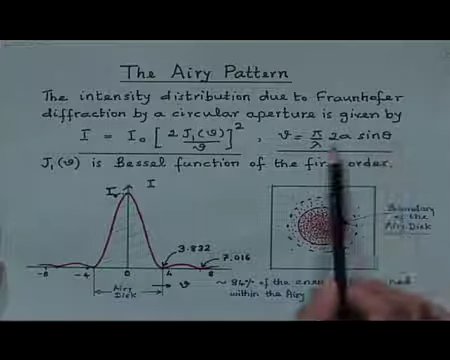 The Airy Pattern
The intensity distribution due to Fraunhofer
diffraction by a circular aperture is given by
I = I₀ [ 2 J₁(v) / v ]² , v = π/λ 2a sinθ
J₁(v) is Bessel function of the first order.
I₀ I
3.832
7.016
-8 -4 0 4 8 v
Airy
Disk
Boundary
of the
Airy Disk
~ 84% of the
within the Airy